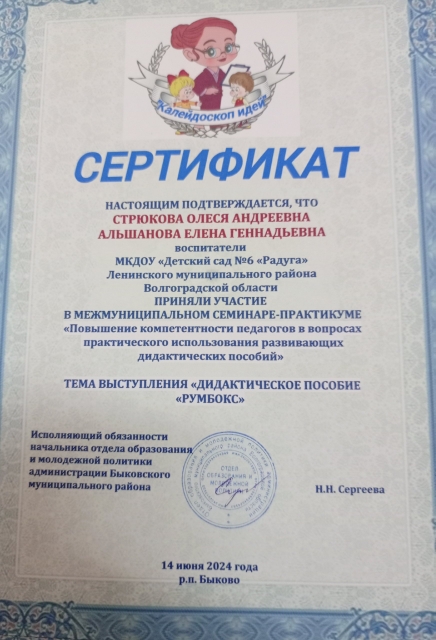 "Калейдоскоп идей"
СЕРТИФИКАТ
НАСТОЯЩИМ ПОДТВЕРЖДАЕТСЯ, ЧТО
СТРЮКОВА ОЛЕСЯ АНДРЕЕВНА
АЛЬШАНОВА ЕЛЕНА ГЕННАДЬЕВНА
воспитатели
МКДОУ «Детский сад №6 «Радуга»
Ленинского муниципального района
Волгоградской области
ПРИНЯЛИ УЧАСТИЕ
В МЕЖМУНИЦИПАЛЬНОМ СЕМИНАРЕ-ПРАКТИКУМЕ
«Повышение компетентности педагогов в вопросах
практического использования развивающих
дидактических пособий»
ТЕМА ВЫСТУПЛЕНИЯ «ДИДАКТИЧЕСКОЕ ПОСОБИЕ
«РУМБОКС»
Исполняющий обязанности
начальника отдела образования
и молодежной политики
администрации Быковского
муниципального района
ОТДЕЛ
ОБРАЗОВАНИЯ И
МОЛОДЕЖНОЙ
Н.Н. Сергеева
14 июня 2024 года
р.п. Быково